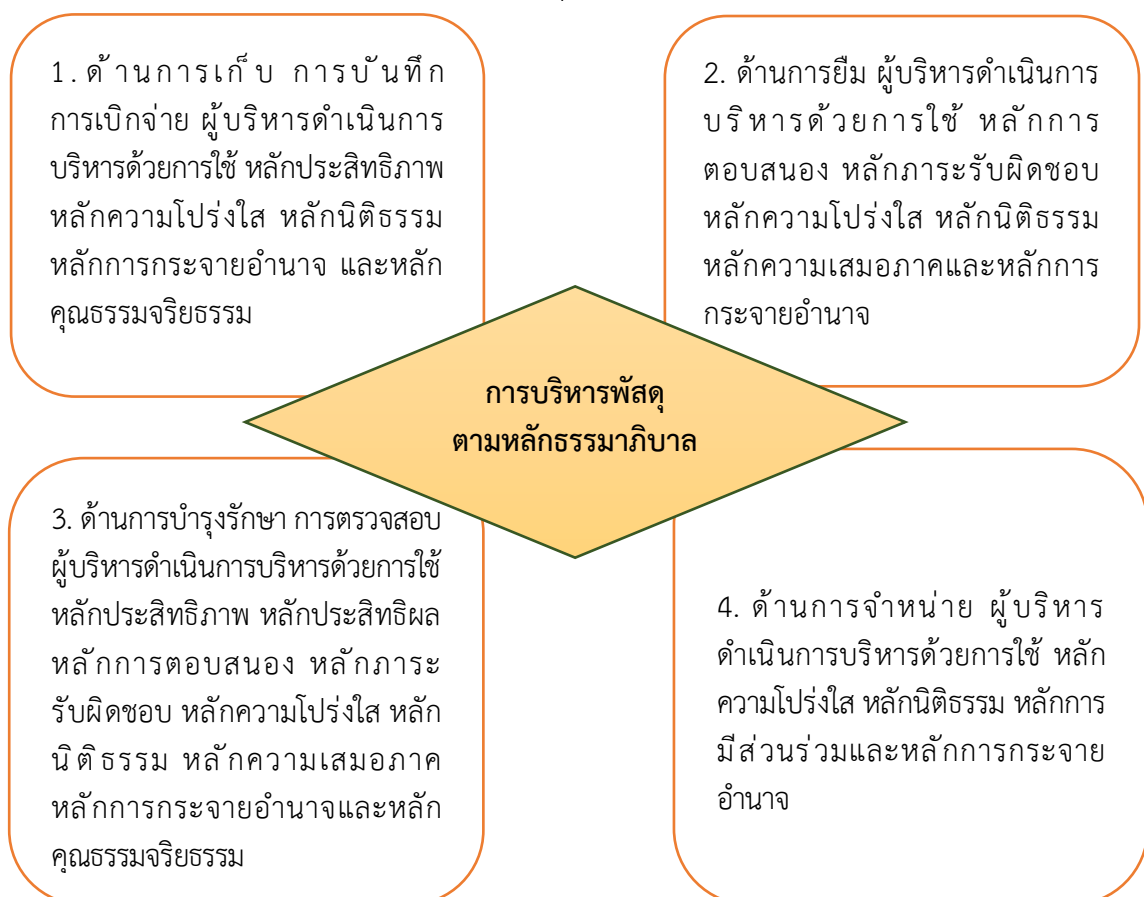 1. ด้านการเก็บ การบันทึก
การเบิกจ่าย ผู้บริหารดำเนินการ
บริหารด้วยการใช้ หลักประสิทธิภาพ
หลักความโปร่งใส หลักนิติธรรม
หลักการกระจายอำนาจ และหลัก
คุณธรรมจริยธรรม
2. ด้านการยืม ผู้บริหารดำเนินการ
บริหารด้วยการใช้ หลักการ
ตอบสนอง หลักภาระรับผิดชอบ
หลักความโปร่งใส หลักนิติธรรม
หลักความเสมอภาคและหลักการ
กระจายอำนาจ
การบริหารพัสดุ
ตามหลักธรรมาภิบาล
3. ด้านการบำรุงรักษา การตรวจสอบ
ผู้บริหารดำเนินการบริหารด้วยการใช้
หลักประสิทธิภาพ หลักประสิทธิผล
หลักการตอบสนอง หลักภาระ
รับผิดชอบ หลักความโปร่งใส หลัก
นิติธรรม หลักความเสมอภาค
หลักการกระจายอำนาจและหลัก
คุณธรรมจริยธรรม
4. ด้านการจำหน่าย ผู้บริหาร
ดำเนินการบริหารด้วยการใช้ หลัก
ความโปร่งใส หลักนิติธรรม หลักการ
มีส่วนร่วมและหลักการกระจาย
อำนาจ